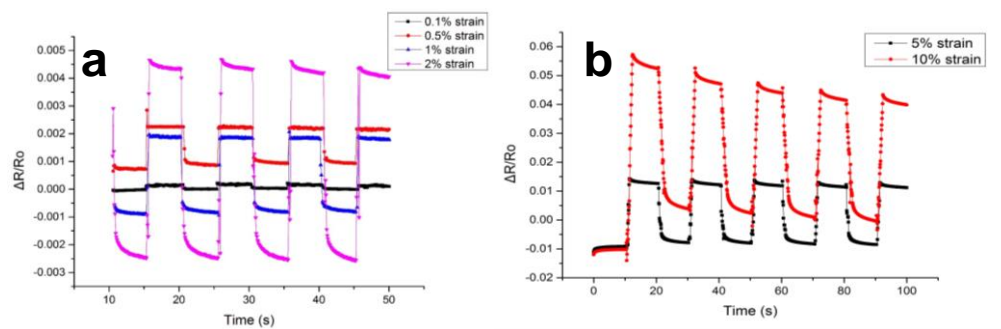 a
0.1% strain
0.5% strain
1% strain
2% strain
0.005
0.004
0.003
0.002
0.001
0.000
-0.001
-0.002
-0.003
ΔR/Ro
10 20 30 40 50
Time (s)
b
5% strain
10% strain
0.06
0.05
0.04
0.03
0.02
0.01
0.00
-0.01
-0.02
ΔR/Ro
0 20 40 60 80 100
Time (s)